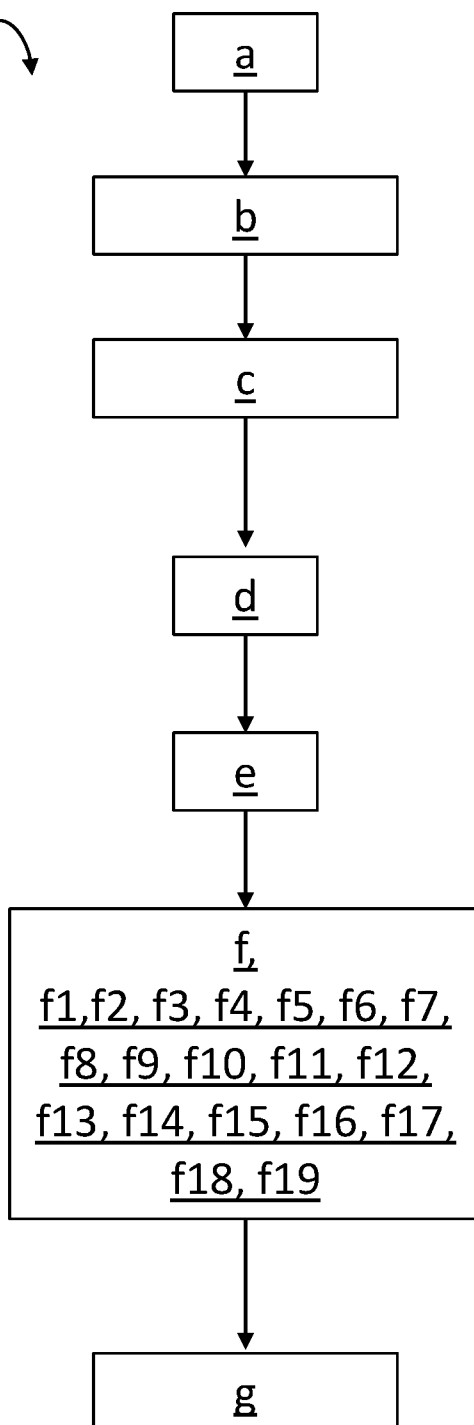 a
b
c
d
e
f,
f1,f2, f3, f4, f5, f6, f7,
f8, f9, f10, f11, f12,
f13, f14, f15, f16, f17,
f18, f19
g